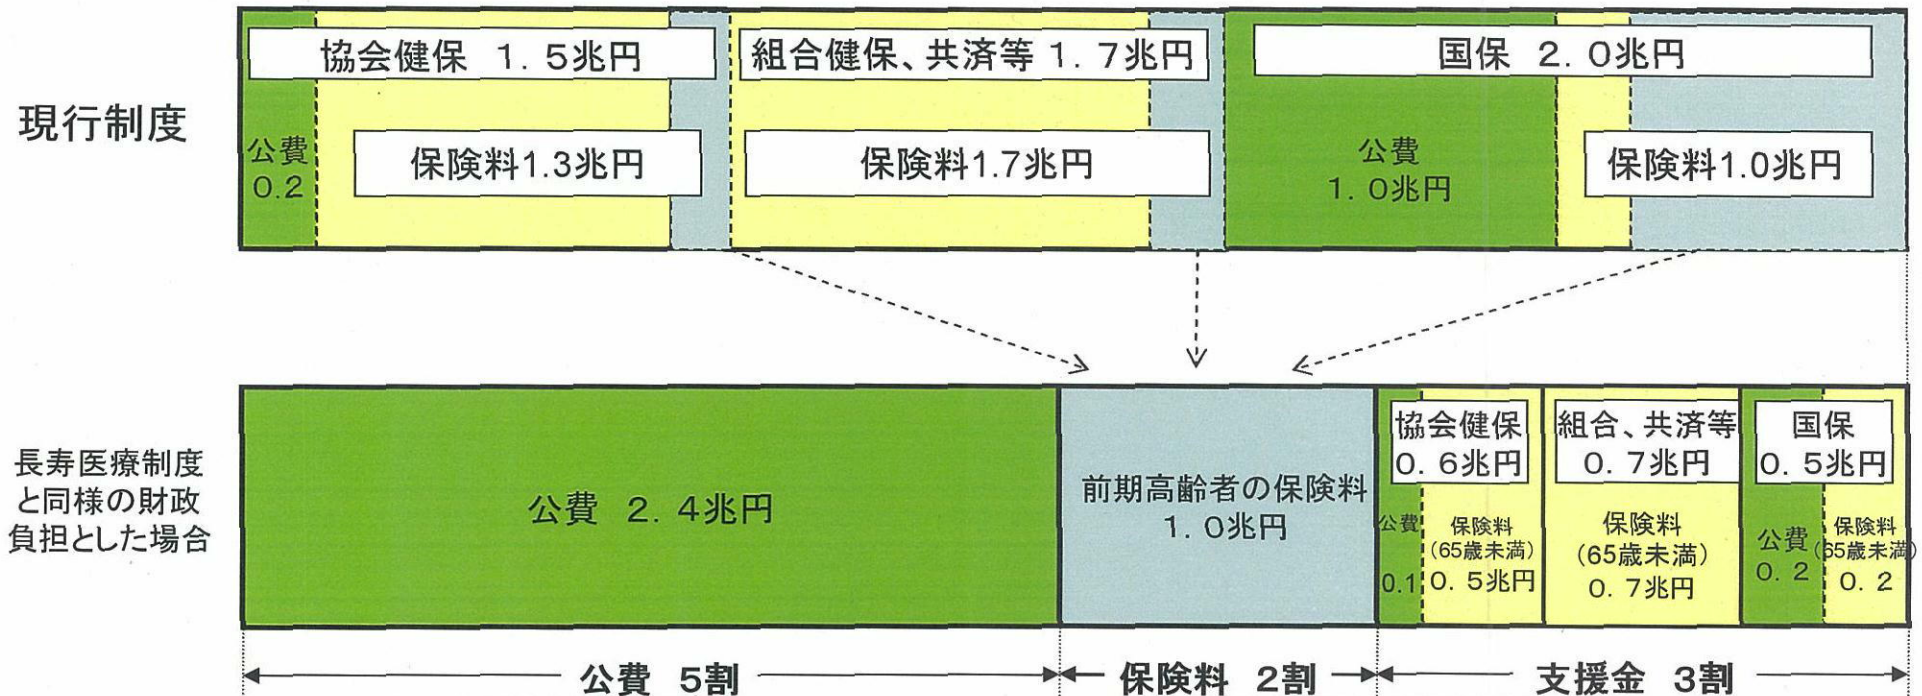 現行制度
協会健保 1.5兆円
組合健保、共済等 1.7兆円
国保 2.0兆円
公費
0.2
保険料1.3兆円
保険料1.7兆円
公費
1.0兆円
保険料1.0兆円
長寿医療制度
と同様の財政
負担とした場合
公費 2.4兆円
前期高齢者の保険料
1.0兆円
協会健保
0.6兆円
公費
0.1
保険料
(65歳未満)
0.5兆円
組合、共済等
0.7兆円
保険料
(65歳未満)
0.7兆円
国保
0.5兆円
公費
0.2
保険料
(65歳未満)
0.2
公費 5割
保険料 2割
支援金 3割